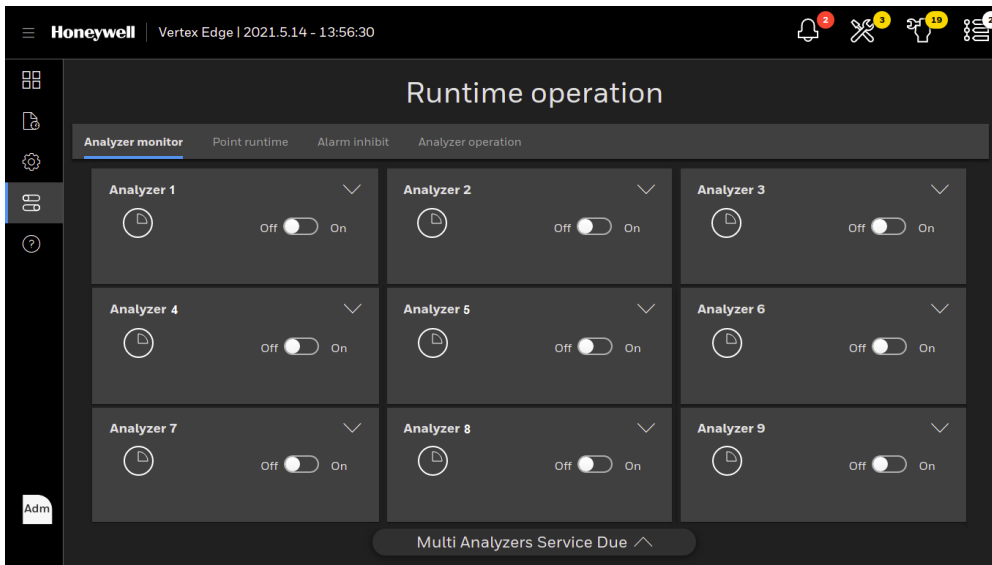 Honeywell Vertex Edge | 2021.5.14 - 13:56:30 2 3 19 2
Runtime operation
Analyzer monitor Point runtime Alarm inhibit Analyzer operation
Analyzer 1 Analyzer 2 Analyzer 3
Off On Off On Off On
Analyzer 4 Analyzer 5 Analyzer 6
Off On Off On Off On
Analyzer 7 Analyzer 8 Analyzer 9
Off On Off On Off On
Adm
Multi Analyzers Service Due